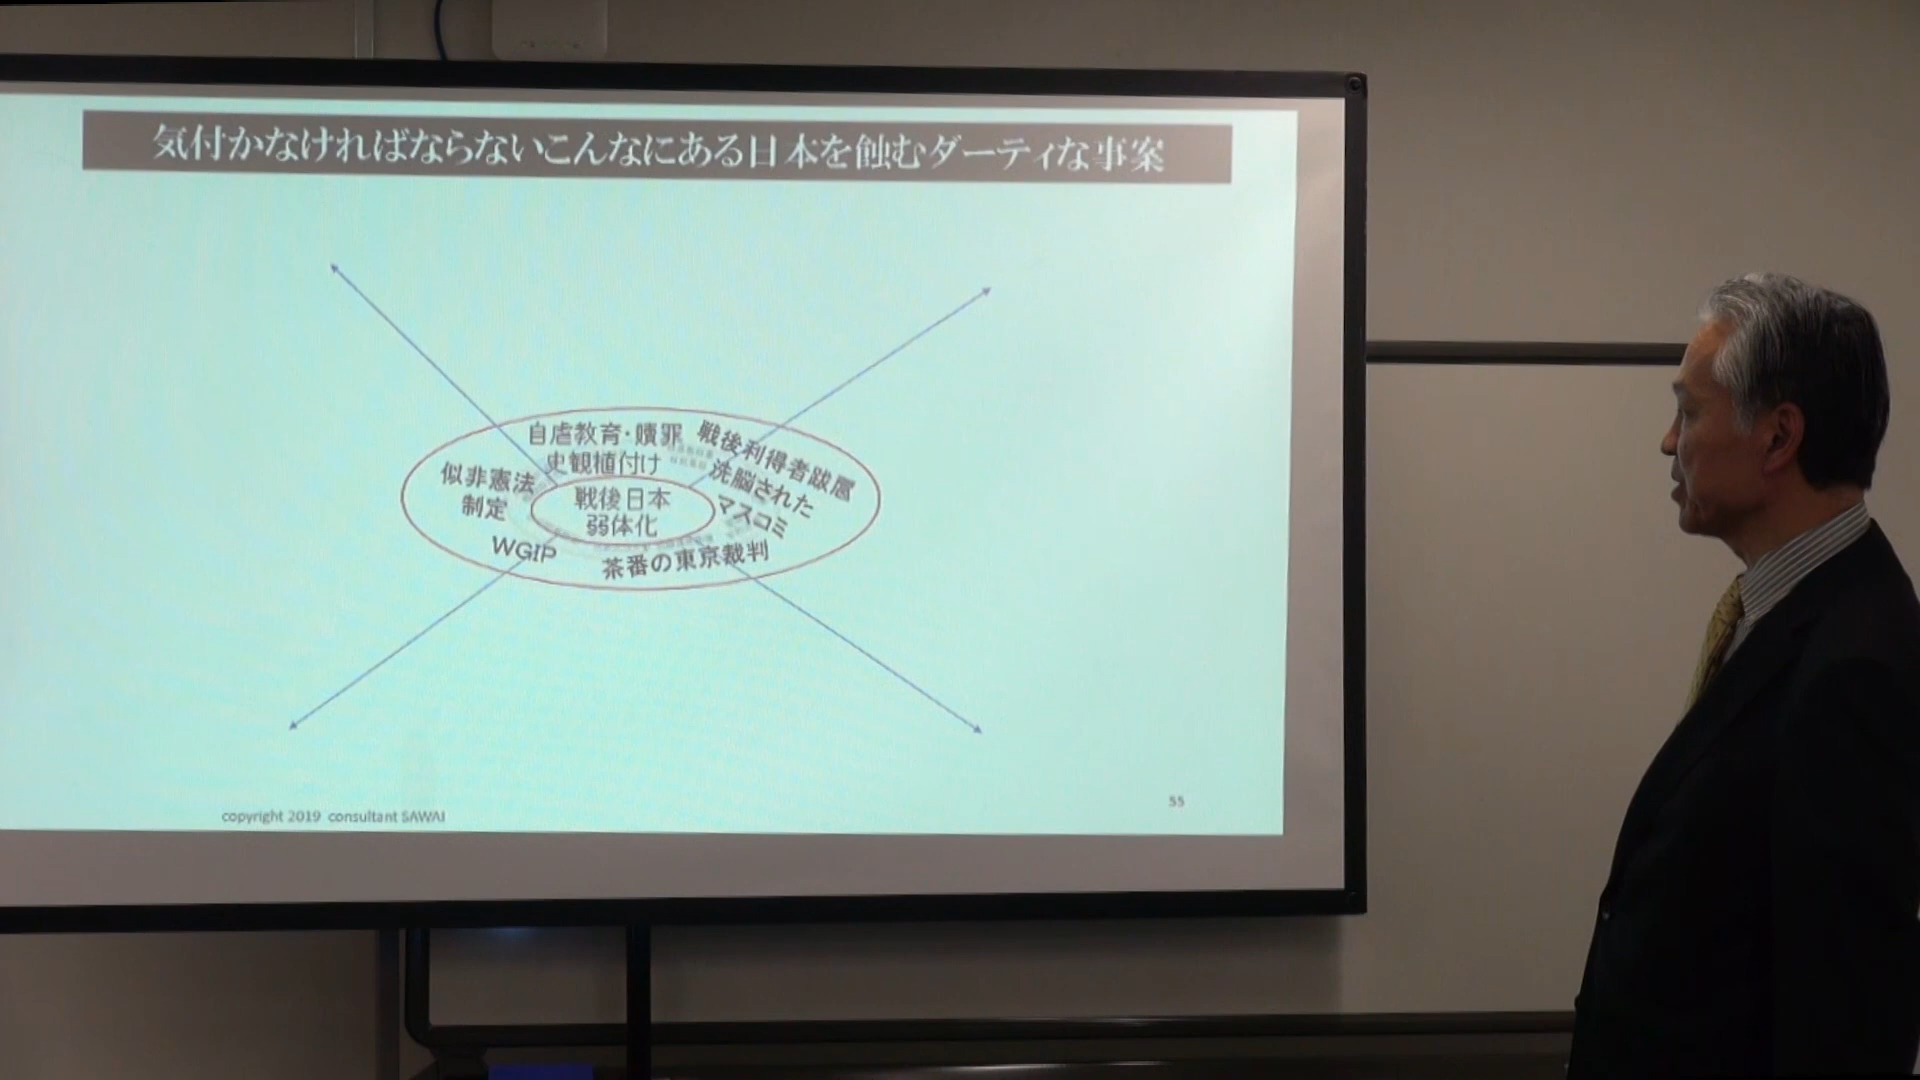 気付かなければならないこんなにある日本を蝕むダーティな事案
自虐教育・贖罪
史観植付け
戦後利得者跋扈
洗脳された
マスコミ
似非憲法
制定
戦後日本
弱体化
WGIP
茶番の東京裁判
copyright 2019 consultant SAWAI
55